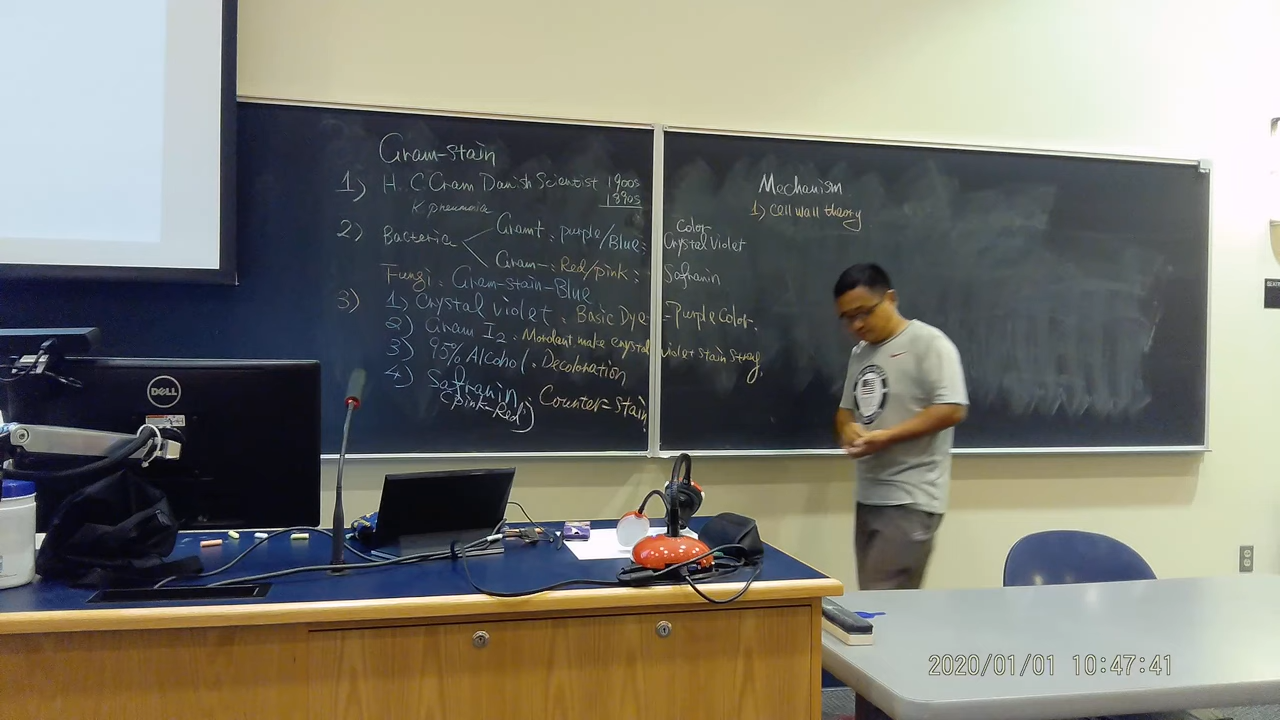 Gram-stain
1) H. C Gram Danish Scientist 1900s
1890s
K pneumonia
2) Bacteria
Gram+ : purple/Blue : Crystal Violet
Color
Gram- : Red/pink : Safranin
Fungi : Gram-stain-Blue
3) 1) Crystal violet : Basic Dye - Purple Color.
2) Gram I2 : Mordant, make crystal violet stain strong.
3) 95% Alcohol : Decoloration
4) Safranin : Counter-stain
(pink-Red)
Mechanism
1) Cell wall theory
DELL
2020/01/01 10:47:41